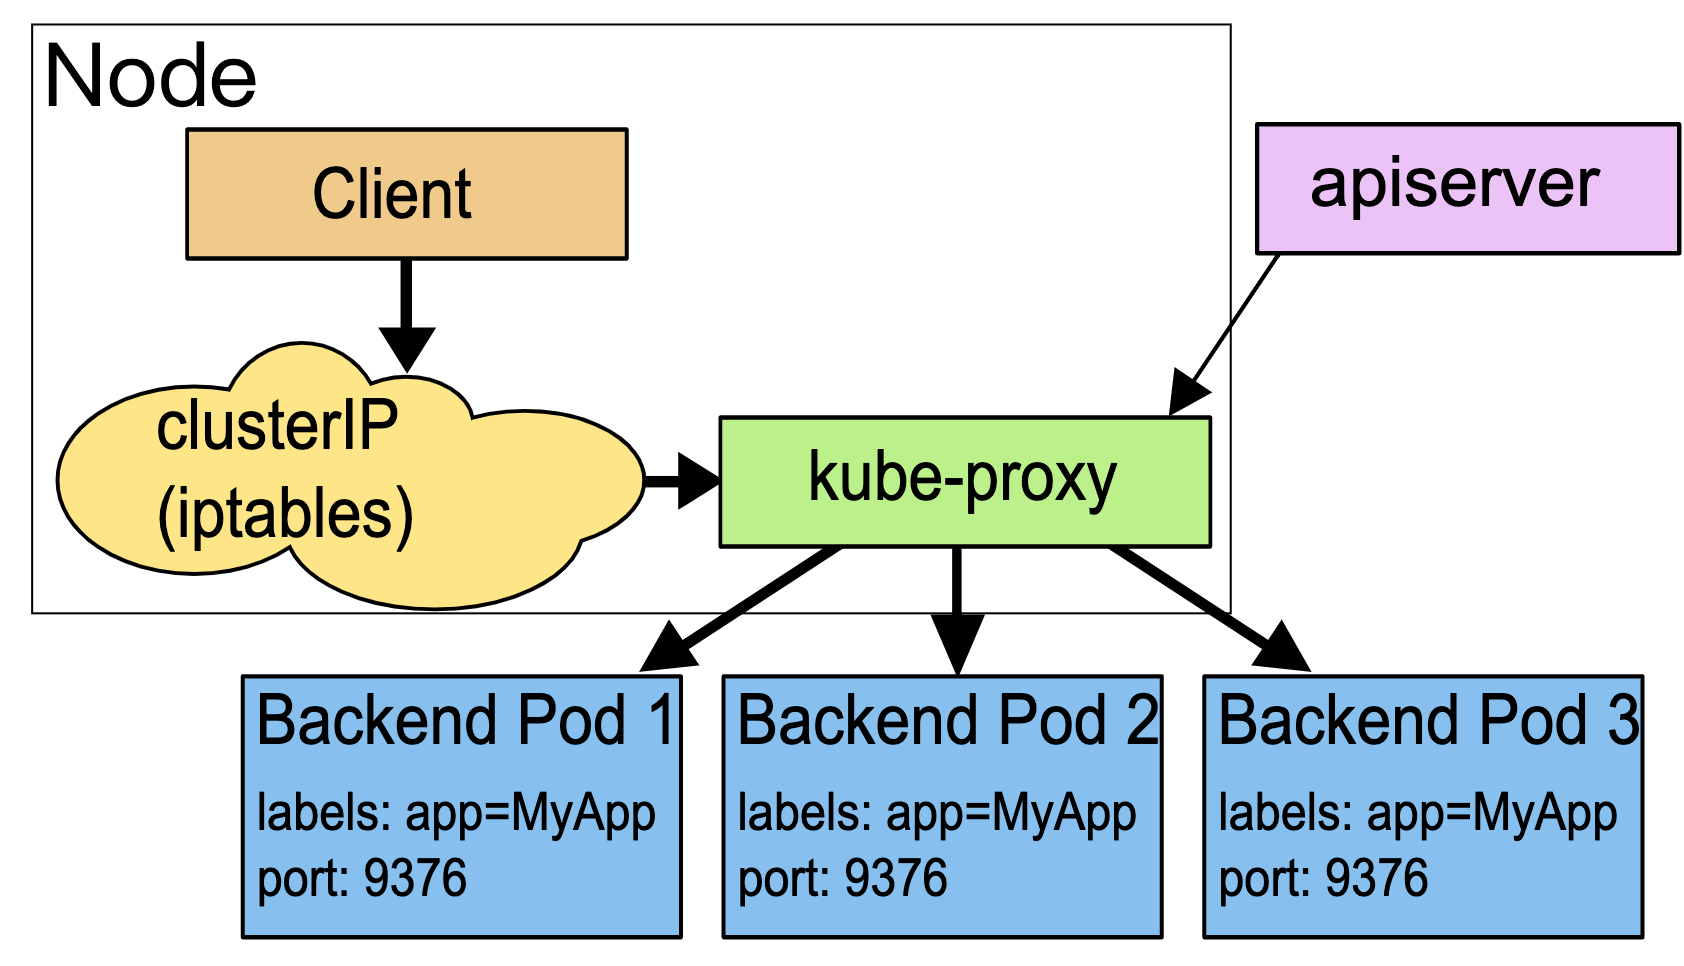 Node
Client
apiserver
clusterIP
(iptables)
kube-proxy
Backend Pod 1
labels: app=MyApp
port: 9376
Backend Pod 2
labels: app=MyApp
port: 9376
Backend Pod 3
labels: app=MyApp
port: 9376